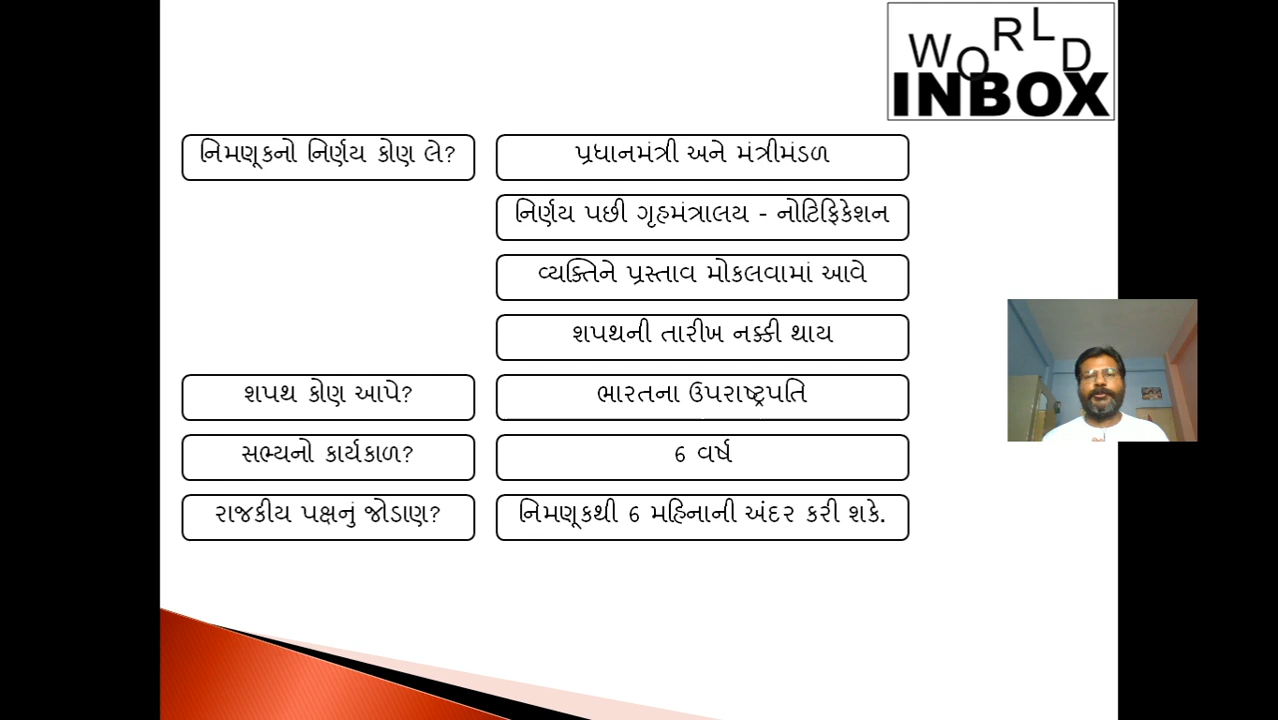 WORLD
INBOX
નિમણૂકનો નિર્ણય કોણ લે?
પ્રધાનમંત્રી અને મંત્રીમંડળ
નિર્ણય પછી ગૃહમંત્રાલય - નોટિફિકેશન
વ્યક્તિને પ્રસ્તાવ મોકલવામાં આવે
શપથની તારીખ નક્કી થાય
શપથ કોણ આપે?
ભારતના ઉપરાષ્ટ્રપતિ
સભ્યનો કાર્યકાળ?
6 વર્ષ
રાજકીય પક્ષનું જોડાણ?
નિમણૂકથી 6 મહિનાની અંદર કરી શકે.